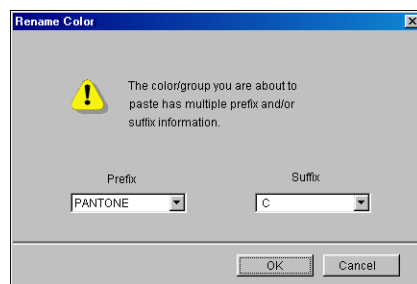 Rename Color
The color/group you are about to
paste has multiple prefix and/or
suffix information.
Prefix Suffix
PANTONE C
OK Cancel